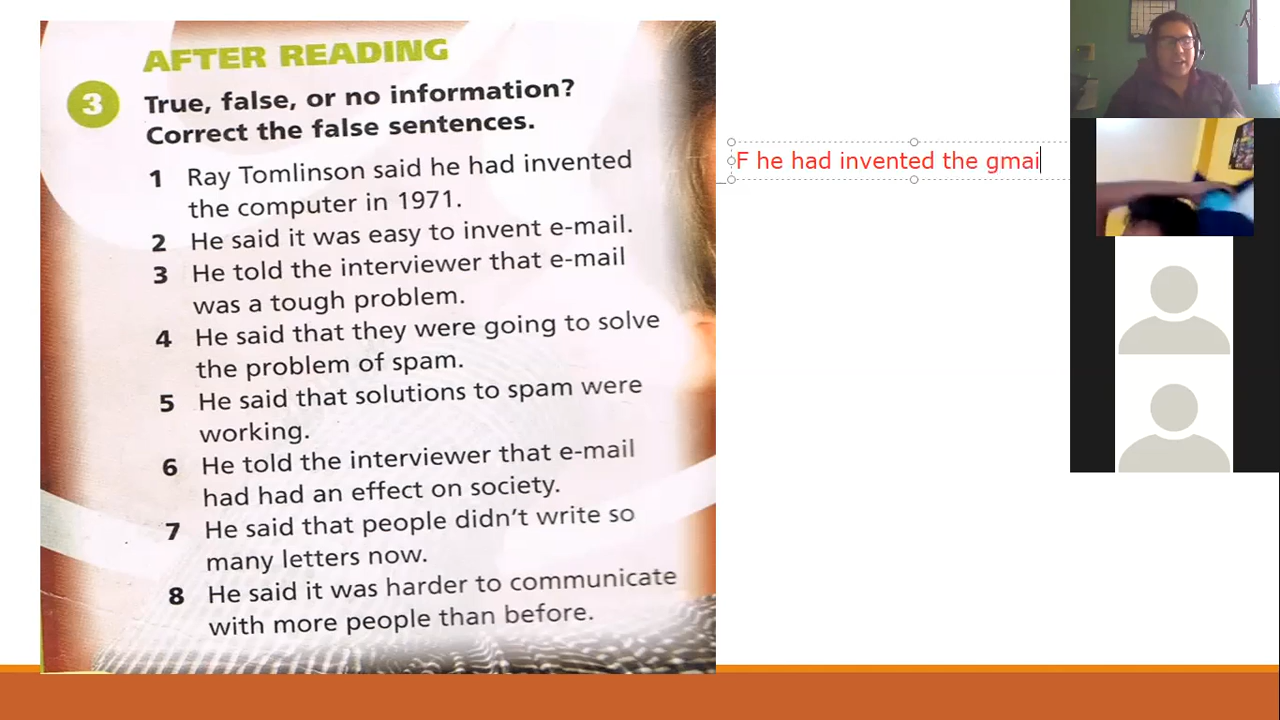 AFTER READING
3 True, false, or no information?
Correct the false sentences.
1 Ray Tomlinson said he had invented
the computer in 1971.
2 He said it was easy to invent e-mail.
3 He told the interviewer that e-mail
was a tough problem.
4 He said that they were going to solve
the problem of spam.
5 He said that solutions to spam were
working.
6 He told the interviewer that e-mail
had had an effect on society.
7 He said that people didn't write so
many letters now.
8 He said it was harder to communicate
with more people than before.
F he had invented the gmai